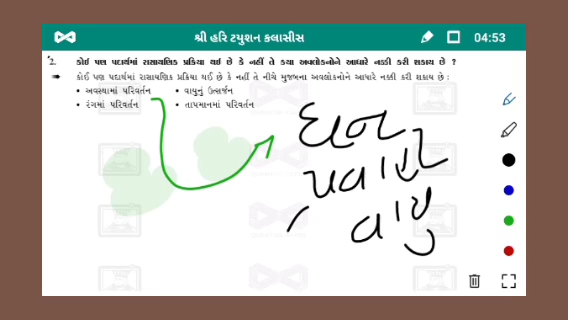 શ્રી હરિ ટયુશન કલાસીસ
04:53
2. કોઈ પણ પદાર્થમાં રાસાયણિક પ્રક્રિયા થઈ છે કે નહીં તે કયા અવલોકનોને આધારે નક્કી કરી શકાય છે ?
➡ કોઈ પણ પદાર્થમાં રાસાયણિક પ્રક્રિયા થઈ છે કે નહીં તે નીચે મુજબના અવલોકનોને આધારે નક્કી કરી શકાય છે :
• અવસ્થામાં પરિવર્તન • વાયુનું ઉત્સર્જન
• રંગમાં પરિવર્તન • તાપમાનમાં પરિવર્તન
ઘન
પ્રવાહી
વાયુ